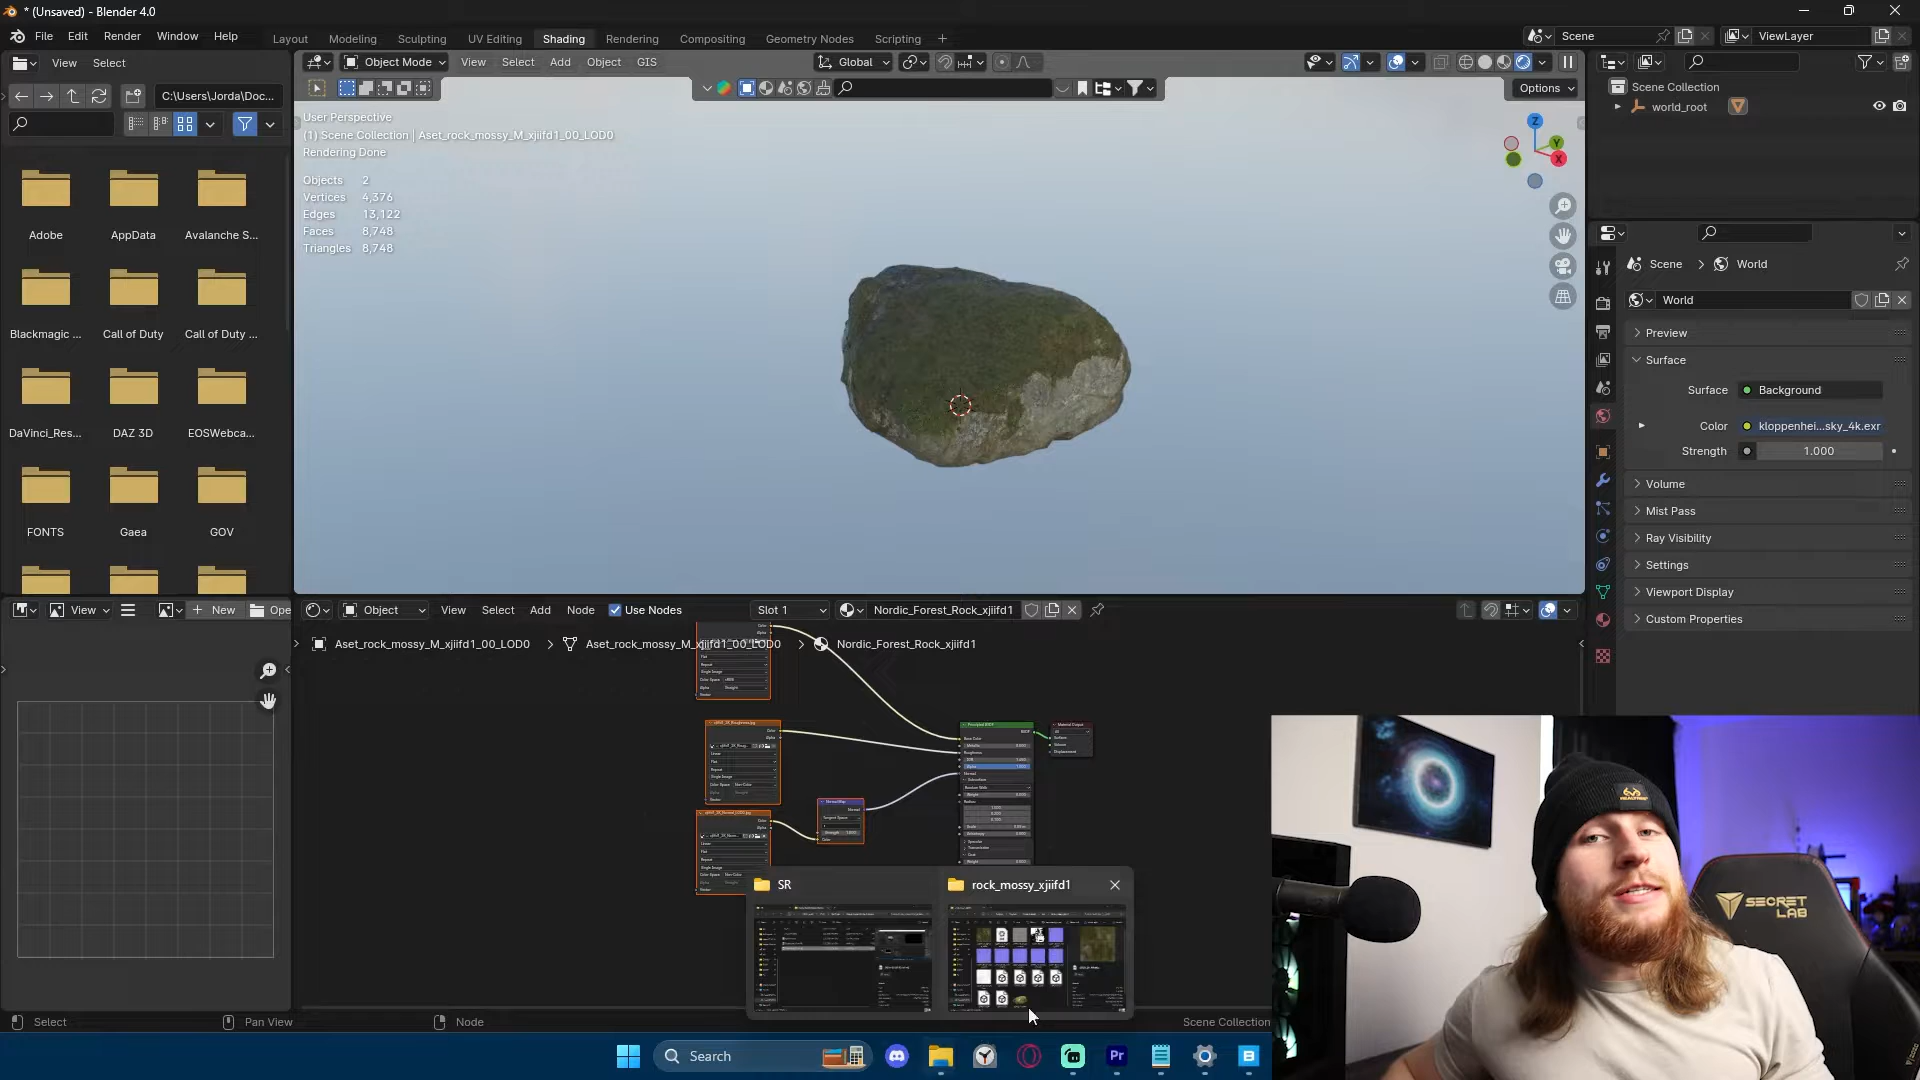 * (Unsaved) - Blender 4.0
File Edit Render Window Help
Layout Modeling Sculpting UV Editing Shading Rendering Compositing Geometry Nodes Scripting
Scene ViewLayer
View Select
Object Mode View Select Add Object GIS
Global
C:\Users\Jorda\Doc...
Options
User Perspective
(1) Scene Collection | Aset_rock_mossy_M_xjiifd1_00_LOD0
Rendering Done
Objects 2
Vertices 4,376
Edges 13,122
Faces 8,748
Triangles 8,748
Z
Y
X
Adobe AppData Avalanche S...
Blackmagic ... Call of Duty Call of Duty ...
DaVinci_Res... DAZ 3D EOSWebca...
FONTS Gaea GOV
Scene Collection
world_root
Scene World
World
Preview
Surface
Surface Background
Color kloppenhei...sky_4k.exr
Strength 1.000
Volume
Mist Pass
Ray Visibility
Settings
Viewport Display
Custom Properties
View New Ope
Object View Select Add Node Use Nodes Slot 1 Nordic_Forest_Rock_xjiifd1
Aset_rock_mossy_M_xjiifd1_00_LOD0 Aset_rock_mossy_M_xjiifd1_00_LOD0 Nordic_Forest_Rock_xjiifd1
SR
rock_mossy_xjiifd1
REALTREE
SECRET
LAB
Select Pan View Node Scene Collection
Search
Pr